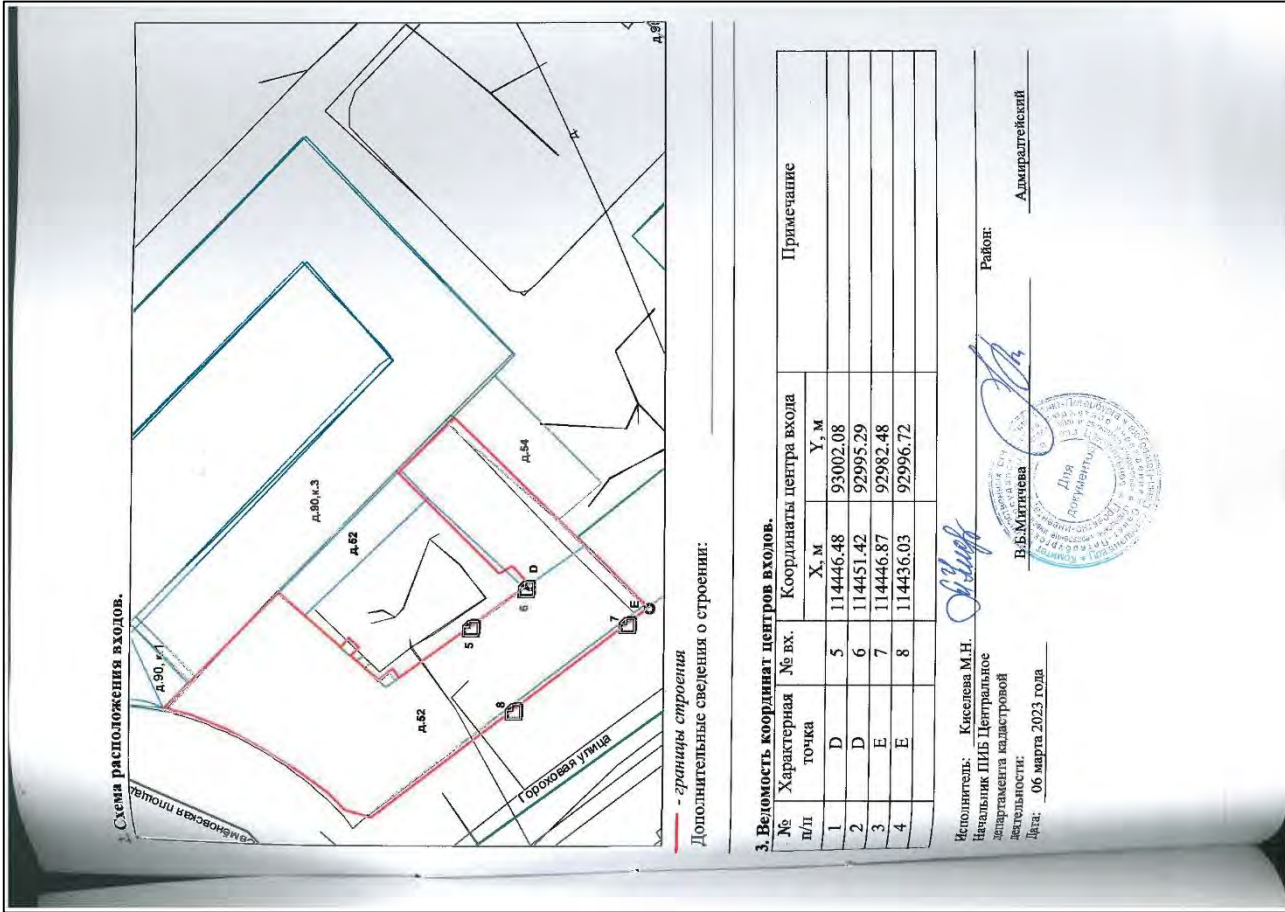 2. Схема расположения входов.
д.90
д.90, к.1
д.90,к.3
д.52
д.54
д.52
D
6
5
E
7
8
Гороховая улица
- границы строения
Дополнительные сведения о строении:
3. Ведомость координат центров входов.
№ п/п Характерная точка № вх. Координаты центра входа Примечание
X, м Y, м
1 D 5 114446.48 93002.08
2 D 6 114451.42 92995.29
3 E 7 114446.87 92982.48
4 E 8 114436.03 92996.72
Исполнитель: Киселева М.Н.
Начальник ПИБ Центральное
департамента кадастровой
деятельности: В.Б.Митичева Район: Адмиралтейский
Дата: 06 марта 2023 года
Для
документов